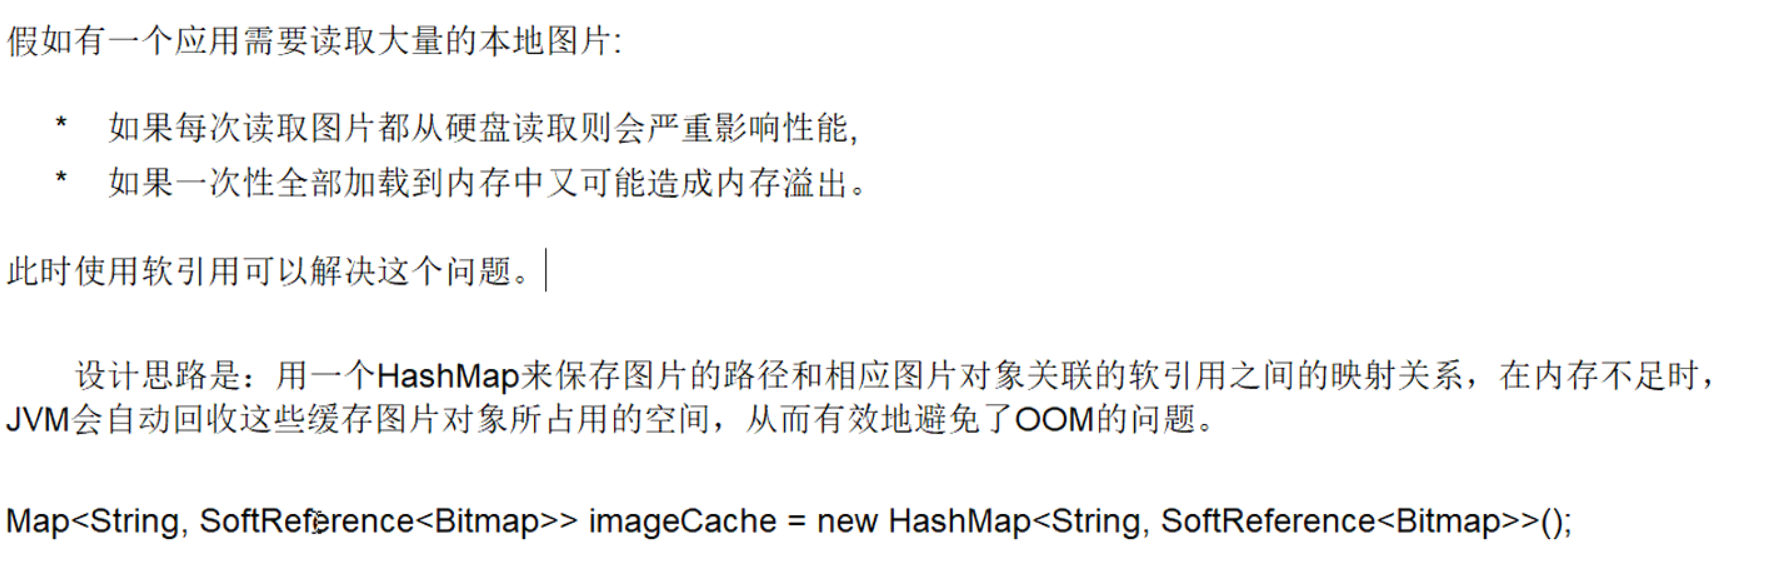 假如有一个应用需要读取大量的本地图片:
* 如果每次读取图片都从硬盘读取则会严重影响性能,
* 如果一次性全部加载到内存中又可能造成内存溢出。
此时使用软引用可以解决这个问题。
设计思路是：用一个HashMap来保存图片的路径和相应图片对象关联的软引用之间的映射关系，在内存不足时，
JVM会自动回收这些缓存图片对象所占用的空间，从而有效地避免了OOM的问题。
Map<String, SoftReference<Bitmap>> imageCache = new HashMap<String, SoftReference<Bitmap>>();